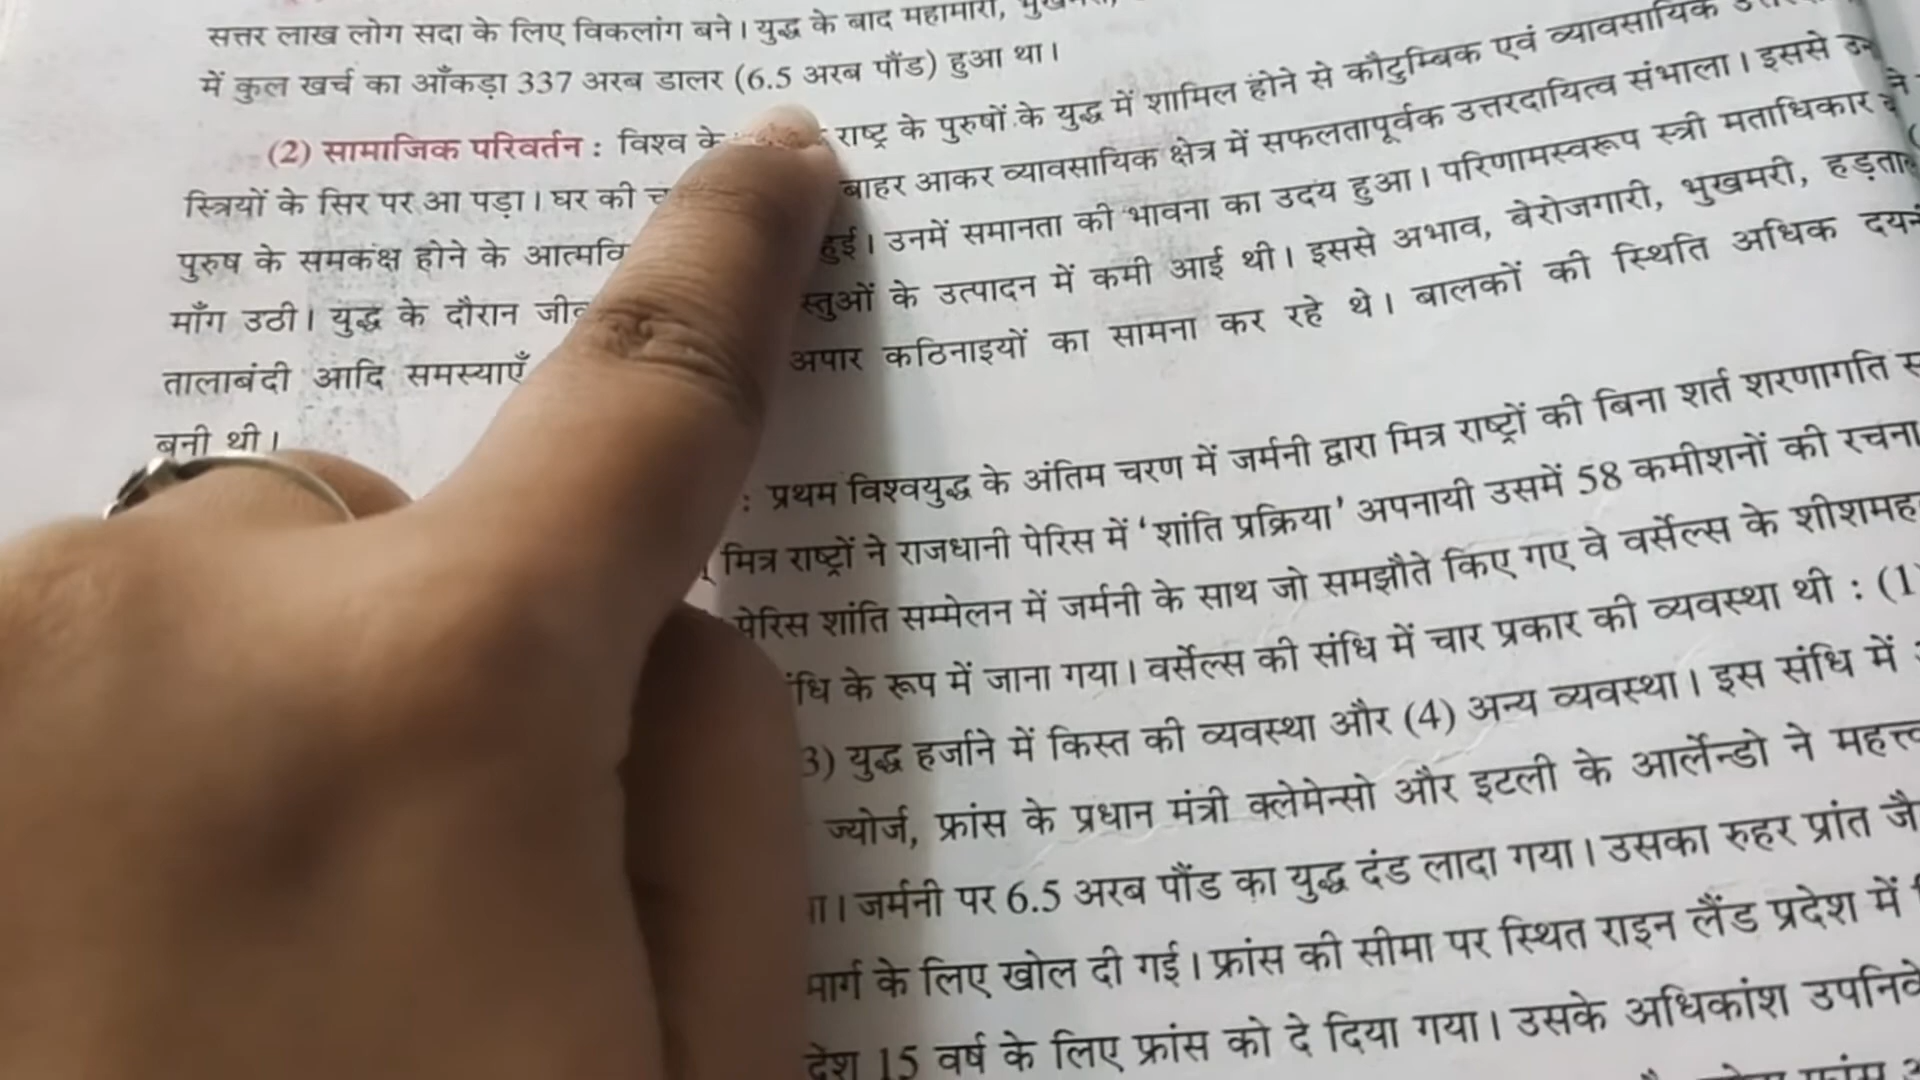 सत्तर लाख लोग सदा के लिए विकलांग बने। युद्ध के बाद महामारी,
में कुल खर्च का आँकड़ा 337 अरब डालर (6.5 अरब पौंड) हुआ था।
(2) सामाजिक परिवर्तन : विश्व के राष्ट्र के पुरुषों के युद्ध में शामिल होने से कौटुम्बिक एवं व्यावसायिक
स्त्रियों के सिर पर आ पड़ा। घर की बाहर आकर व्यावसायिक क्षेत्र में सफलतापूर्वक उत्तरदायित्व संभाला। इससे
पुरुष के समकक्ष होने के हुई। उनमें समानता की भावना का उदय हुआ। परिणामस्वरूप स्त्री मताधिकार
माँग उठी। युद्ध के दौरान के उत्पादन में कमी आई थी। इससे अभाव, बेरोजगारी, भुखमरी,
तालाबंदी आदि समस्याएँ अपार कठिनाइयों का सामना कर रहे थे। बालकों की स्थिति अधिक
बनी थी।
: प्रथम विश्वयुद्ध के अंतिम चरण में जर्मनी द्वारा मित्र राष्ट्रों की बिना शर्त शरणागति
मित्र राष्ट्रों ने राजधानी पेरिस में 'शांति प्रक्रिया' अपनायी उसमें 58 कमीशनों की रचना
पेरिस शांति सम्मेलन में जर्मनी के साथ जो समझौते किए गए वे वर्सेल्स के
के रूप में जाना गया। वर्सेल्स की संधि में चार प्रकार की व्यवस्था थी : (1)
3) युद्ध हर्जाने में किस्त की व्यवस्था और (4) अन्य व्यवस्था। इस संधि में
ज्योर्ज, फ्रांस के प्रधान मंत्री क्लेमेन्सो और इटली के आर्लेन्डो ने
जर्मनी पर 6.5 अरब पौंड का युद्ध दंड लादा गया। उसका रुहर प्रांत
मार्ग के लिए खोल दी गई। फ्रांस की सीमा पर स्थित राइन लैंड प्रदेश में
15 वर्ष के लिए फ्रांस को दे दिया गया। उसके अधिकांश